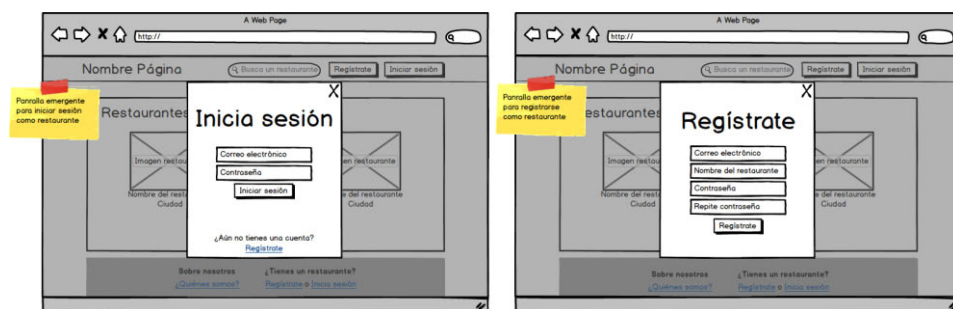 A Web Page
http://
Nombre Página
Busca un restaurante
Regístrate
Iniciar sesión
Panralla emergente
para iniciar sesión
como restaurante
Restaurantes
X
Inicia sesión
Correo electrónico
Contraseña
Iniciar sesión
¿Aún no tienes una cuenta?
Regístrate
Imagen restau
en restaurante
Nombre del resta
e del restaurante
Ciudad
Ciudad
Sobre nosotros
¿Quiénes somos?
¿Tienes un restaurante?
Regístrate o Inicia sesión
A Web Page
http://
Nombre Página
Busca un restaurante
Regístrate
Iniciar sesión
Panralla emergente
para registrarse
como restaurante
Restaurantes
X
Regístrate
Correo electrónico
Nombre del restaurante
Contraseña
Repite contraseña
Regístrate
Imagen restau
en restaurante
Nombre del resta
e del restaurante
Ciudad
Ciudad
Sobre nosotros
¿Quiénes somos?
¿Tienes un restaurante?
Regístrate o Inicia sesión